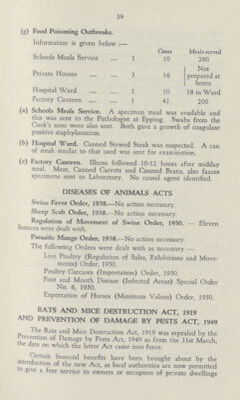 39
(g) Food Poisoning Outbreaks.
Information is given below :—
Cases Meals served
Schools Meals Service — 1 10 280
Private Houses — — 3 16 Not prepared at home
Hospital Ward — — 1 10 18 in Ward
Factory Canteen — — 1 42 200
(a) Schools Meals Service. A specimen meal was available and
this was sent to the Pathologist at Epping. Swabs from the
Cook's nose were also sent. Both gave a growth of coagulase
positive staphylococcus.
(b) Hospital Ward. Canned Stewed Steak was suspected. A can
of steak similar to that used was sent for examination.
(c) Factory Canteen. Illness followed 10-12 hours after midday
meal. Meat, Canned Carrots and Canned Beans, also faeces
specimens sent to Laboratory. No causal agent identified.
DISEASES OF ANIMALS ACTS
Swine Fever Order, 1938.—No action necessary.
Sheep Scab Order, 1938.—No action necessary.
Regulation of Movement of Swine Order, 1950. — Eleven
licences were dealt with.
Parasitic Mange Order, 1938.—No action necessary.
The following Orders were dealt with as necessary :—
Live Poultry (Regulation of Sales, Exhibitions and Move-
ments) Order, 1950.
Poultry Carcases (Importation) Order, 1950.
Foot and Mouth Disease (Infected Areas) Special Order
No. 6, 1950.
Exportation of Horses (Minimum Values) Order, 1950.
RATS AND MICE DESTRUCTION ACT, 1919
AND PREVENTION OF DAMAGE BY PESTS ACT, 1949
The Rats and Mice Destruction Act, 1919 was repealed by the
Prevention of Damage by Pests Act, 1949 as from the 31st March,
the date on which the latter Act came into force.
Certain financial benefits have been brought about by the
introduction of the new Act, as local authorities are now permitted
to give a free service to owners or occupiers of private dwellings